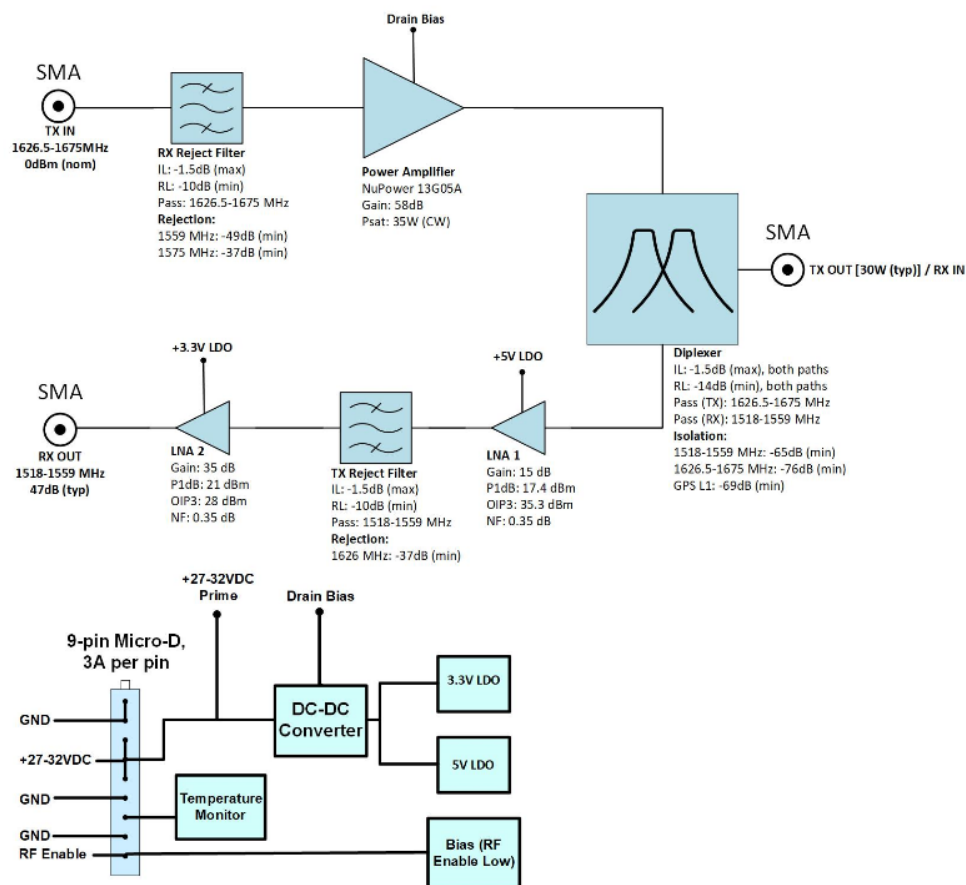 Drain Bias
SMA
TX IN
1626.5-1675MHz
0dBm (nom)
RX Reject Filter
IL: -1.5dB (max)
RL: -10dB (min)
Pass: 1626.5-1675 MHz
Rejection:
1559 MHz: -49dB (min)
1575 MHz: -37dB (min)
Power Amplifier
NuPower 13G05A
Gain: 58dB
Psat: 35W (CW)
SMA
TX OUT [30W (typ)] / RX IN
Diplexer
IL: -1.5dB (max), both paths
RL: -14dB (min), both paths
Pass (TX): 1626.5-1675 MHz
Pass (RX): 1518-1559 MHz
Isolation:
1518-1559 MHz: -65dB (min)
1626.5-1675 MHz: -76dB (min)
GPS L1: -69dB (min)
+3.3V LDO
+5V LDO
SMA
RX OUT
1518-1559 MHz
47dB (typ)
LNA 2
Gain: 35 dB
P1dB: 21 dBm
OIP3: 28 dBm
NF: 0.35 dB
TX Reject Filter
IL: -1.5dB (max)
RL: -10dB (min)
Pass: 1518-1559 MHz
Rejection:
1626 MHz: -37dB (min)
LNA 1
Gain: 15 dB
P1dB: 17.4 dBm
OIP3: 35.3 dBm
NF: 0.35 dB
+27-32VDC
Prime
Drain Bias
9-pin Micro-D,
3A per pin
GND
+27-32VDC
GND
GND
RF Enable
DC-DC
Converter
3.3V LDO
5V LDO
Temperature
Monitor
Bias (RF
Enable Low)